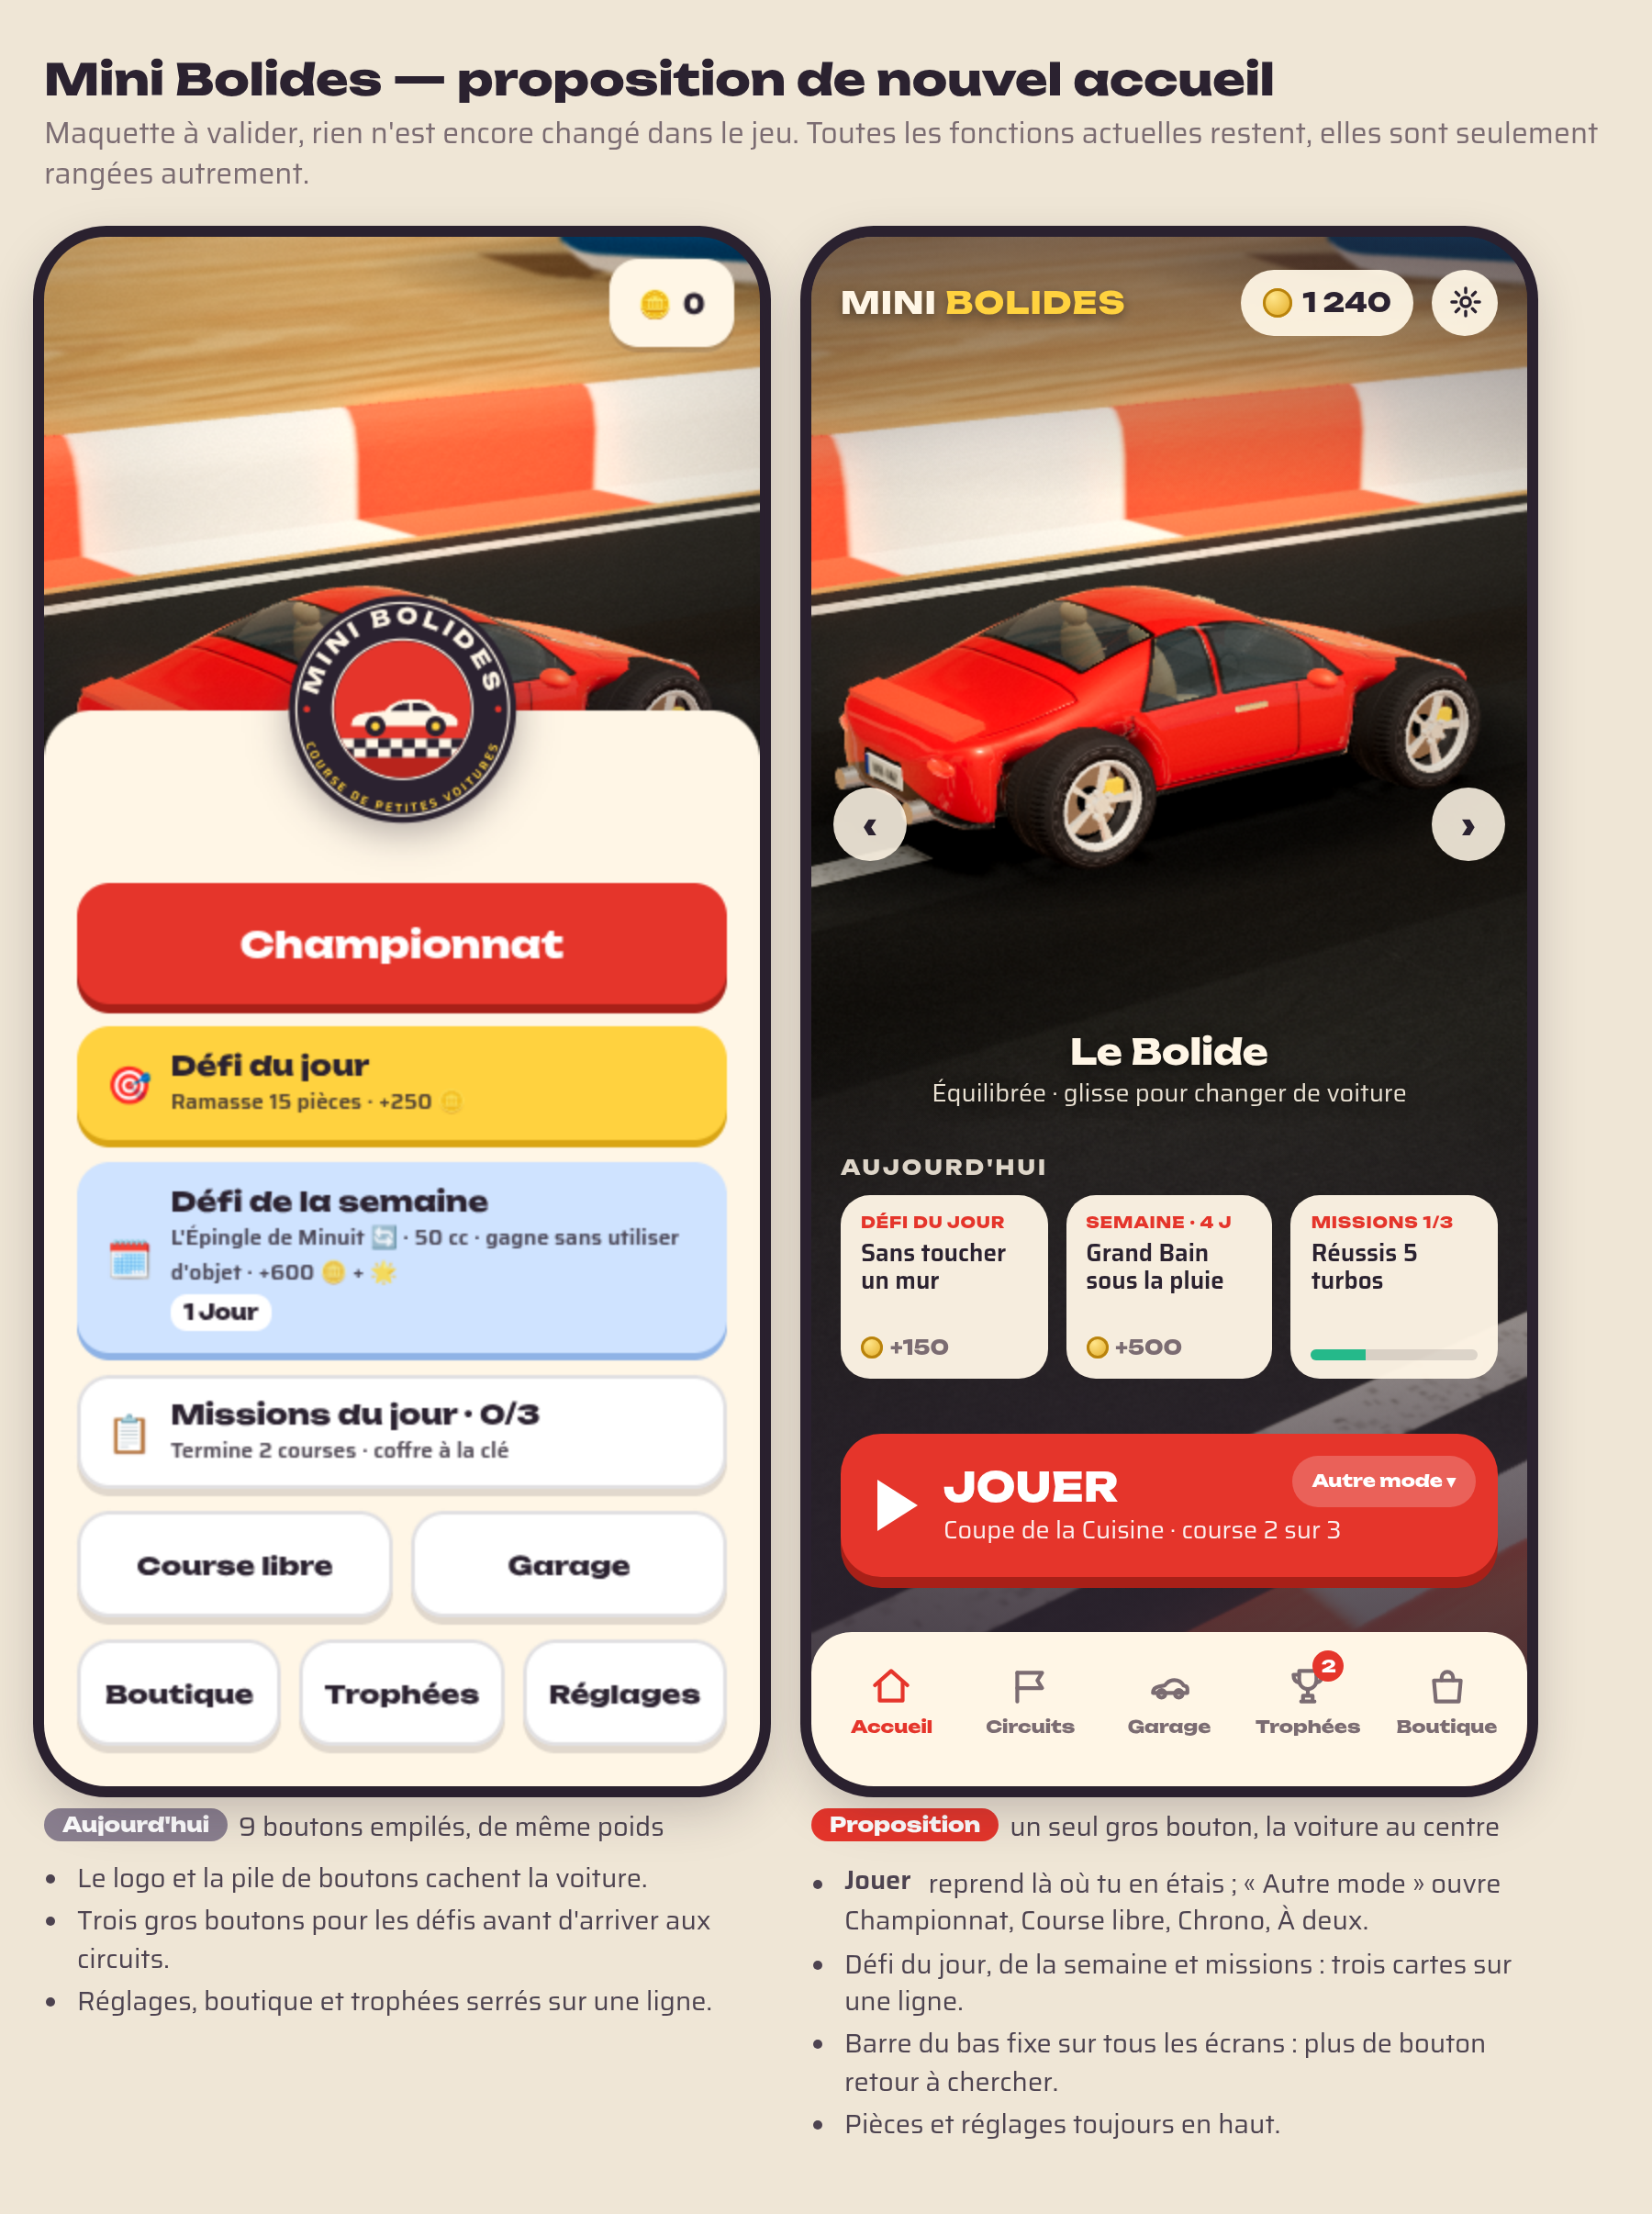 Mini Bolides — proposition de nouvel accueil
Maquette à valider, rien n'est encore changé dans le jeu. Toutes les fonctions actuelles restent, elles sont seulement
rangées autrement.
0
MINI BOLIDES
COURSE DE PETITES VOITURES
Championnat
Défi du jour
Ramasse 15 pièces · +250
Défi de la semaine
L'Épingle de Minuit 🔄 · 50 cc · gagne sans utiliser
d'objet · +600 🪙 + 🌟
1 Jour
Missions du jour · 0/3
Termine 2 courses · coffre à la clé
Course libre
Garage
Boutique
Trophées
Réglages
Aujourd'hui 9 boutons empilés, de même poids
• Le logo et la pile de boutons cachent la voiture.
• Trois gros boutons pour les défis avant d'arriver aux
circuits.
• Réglages, boutique et trophées serrés sur une ligne.
MINI BOLIDES
1 240
‹
›
Le Bolide
Équilibrée · glisse pour changer de voiture
AUJOURD'HUI
DÉFI DU JOUR
Sans toucher
un mur
+150
SEMAINE · 4 J
Grand Bain
sous la pluie
+500
MISSIONS 1/3
Réussis 5
turbos
JOUER
Autre mode ▾
Coupe de la Cuisine · course 2 sur 3
Accueil
Circuits
Garage
2
Trophées
Boutique
Proposition un seul gros bouton, la voiture au centre
• Jouer reprend là où tu en étais ; « Autre mode » ouvre
Championnat, Course libre, Chrono, À deux.
• Défi du jour, de la semaine et missions : trois cartes sur
une ligne.
• Barre du bas fixe sur tous les écrans : plus de bouton
retour à chercher.
• Pièces et réglages toujours en haut.